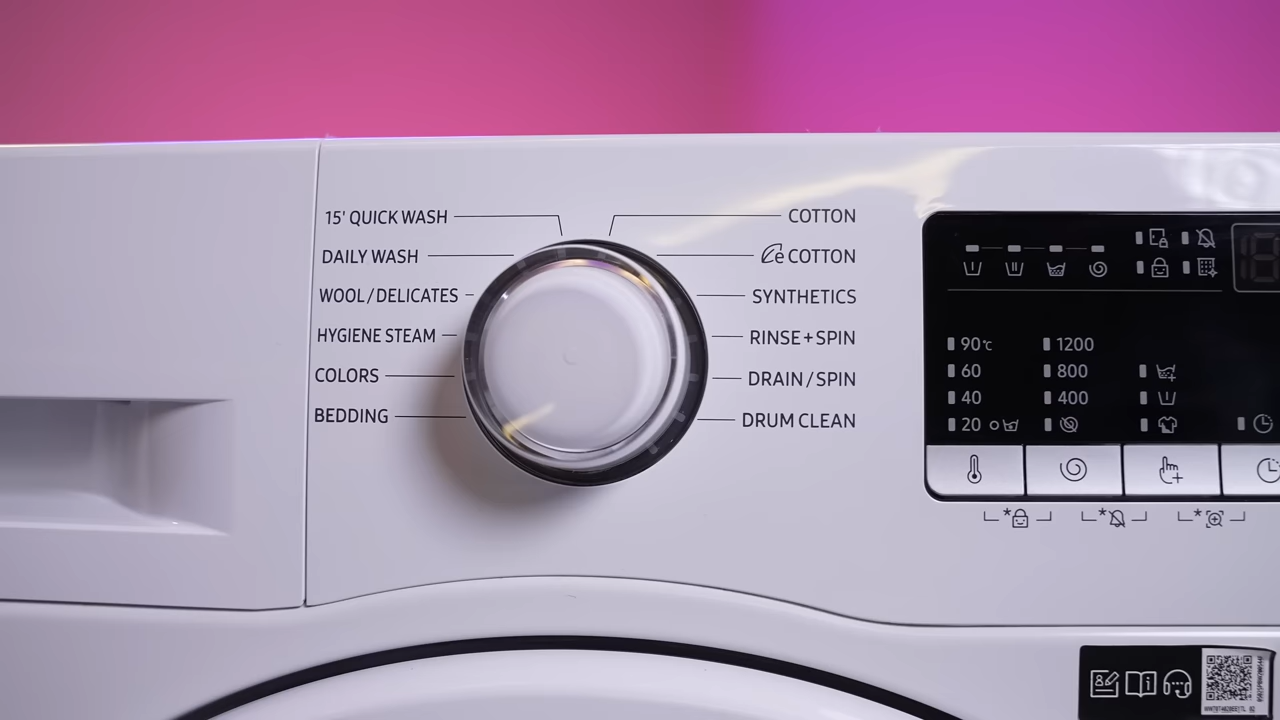 15' QUICK WASH
DAILY WASH
WOOL/DELICATES
HYGIENE STEAM
COLORS
BEDDING
COTTON
e COTTON
SYNTHETICS
RINSE+SPIN
DRAIN/SPIN
DRUM CLEAN
90℃
60
40
20
1200
800
400